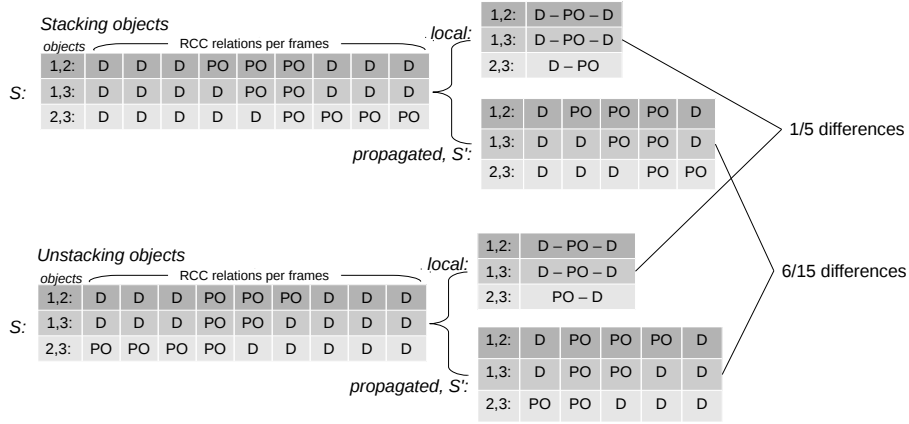 Stacking objects
objects RCC relations per frames
S:
1,2: D D D PO PO PO D D D
1,3: D D D D PO PO D D D
2,3: D D D D D PO PO PO PO
local:
1,2: D – PO – D
1,3: D – PO – D
2,3: D – PO
propagated, S':
1,2: D PO PO PO D
1,3: D D PO PO D
2,3: D D D PO PO
1/5 differences
Unstacking objects
objects RCC relations per frames
S:
1,2: D D D PO PO PO D D D
1,3: D D D PO PO D D D D
2,3: PO PO PO PO D D D D D
local:
1,2: D – PO – D
1,3: D – PO – D
2,3: PO – D
propagated, S':
1,2: D PO PO PO D
1,3: D PO PO D D
2,3: PO PO D D D
6/15 differences